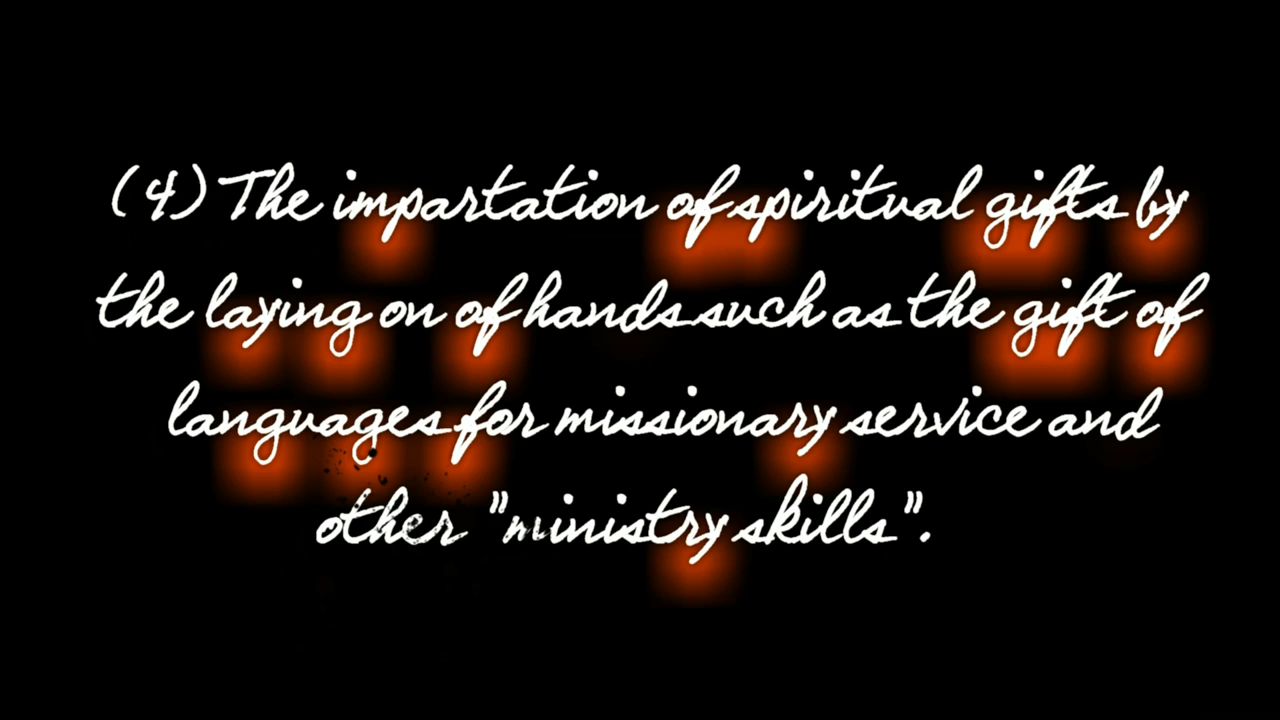 (4) The impartation of spiritual gifts by
the laying on of hands such as the gift of
languages for missionary service and
other "ministry skills".